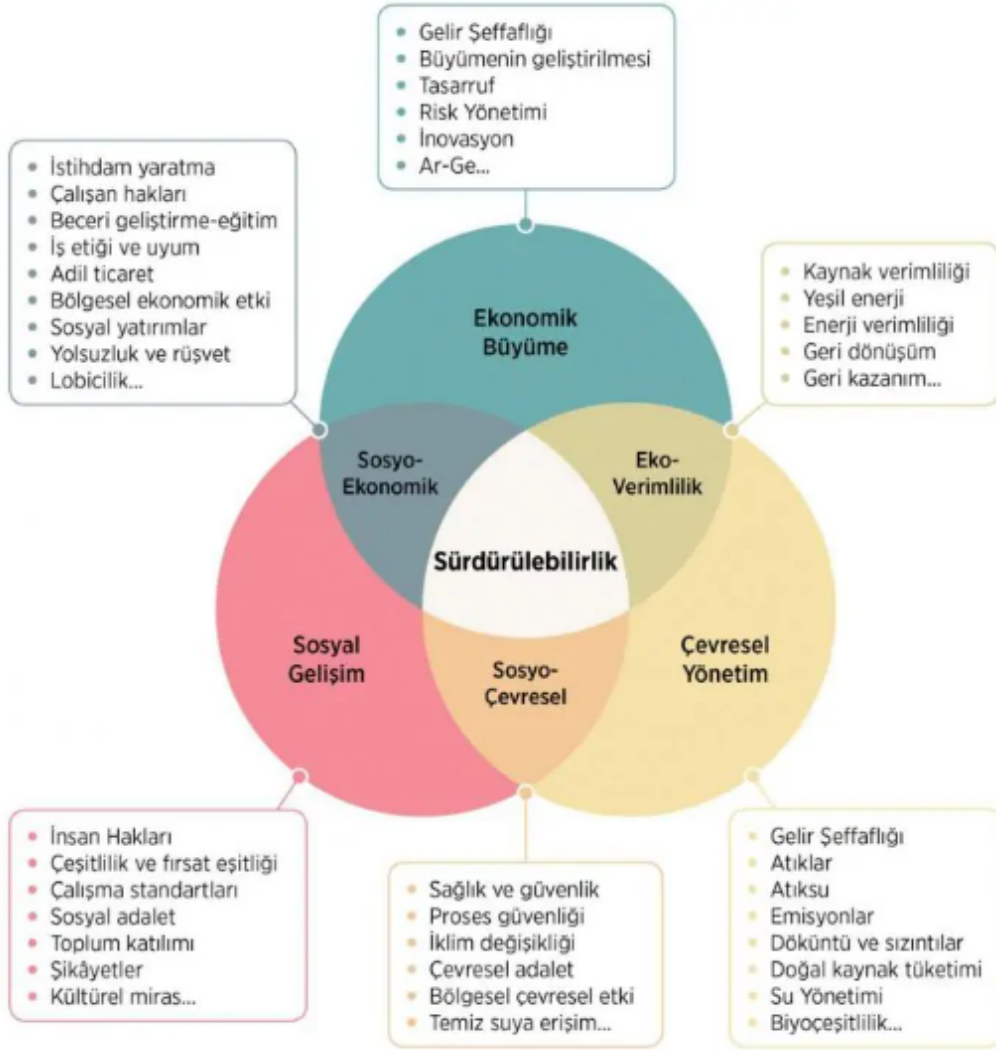 Gelir Şeffaflığı
Büyümenin geliştirilmesi
Tasarruf
Risk Yönetimi
İnovasyon
Ar-Ge...
İstihdam yaratma
Çalışan hakları
Beceri geliştirme-eğitim
İş etiği ve uyum
Adil ticaret
Bölgesel ekonomik etki
Sosyal yatırımlar
Yolsuzluk ve rüşvet
Lobicilik...
Kaynak verimliliği
Yeşil enerji
Enerji verimliliği
Geri dönüşüm
Geri kazanım...
Ekonomik
Büyüme
Sosyo-
Ekonomik
Eko-
Verimlilik
Sürdürülebilirlik
Sosyal
Gelişim
Sosyo-
Çevresel
Çevresel
Yönetim
İnsan Hakları
Çeşitlilik ve fırsat eşitliği
Çalışma standartları
Sosyal adalet
Toplum katılımı
Şikâyetler
Kültürel miras...
Sağlık ve güvenlik
Proses güvenliği
İklim değişikliği
Çevresel adalet
Bölgesel çevresel etki
Temiz suya erişim...
Gelir Şeffaflığı
Atıklar
Atıksu
Emisyonlar
Döküntü ve sızıntılar
Doğal kaynak tüketimi
Su Yönetimi
Biyoçeşitlilik...